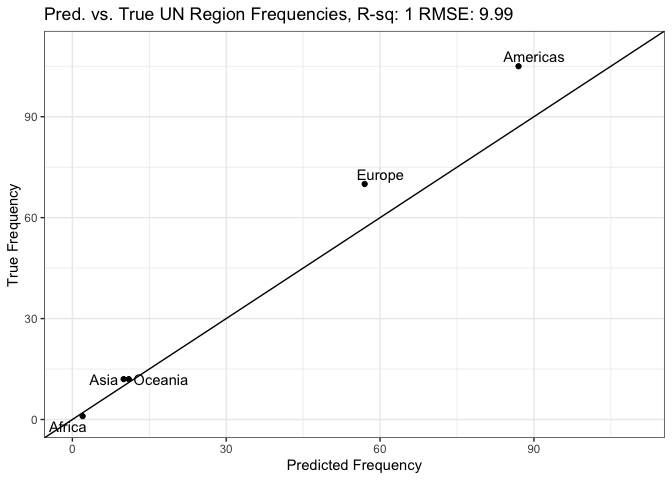 Pred. vs. True UN Region Frequencies, R-sq: 1 RMSE: 9.99
Americas
90
Europe
60
True Frequency
30
Asia
Oceania
0
Africa
0
30
60
90
Predicted Frequency